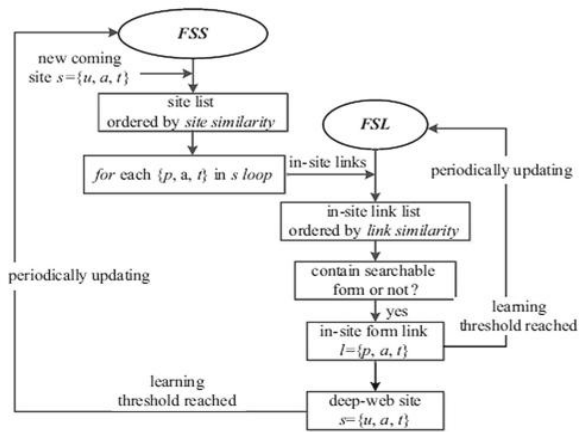 FSS
new coming
site s={u, a, t}
site list
ordered by site similarity
FSL
for each {p, a, t} in s loop
in-site links
periodically updating
in-site link list
ordered by link similarity
periodically updating
contain searchable
form or not?
yes
learning
threshold reached
in-site form link
l={p, a, t}
learning
threshold reached
deep-web site
s={u, a, t}